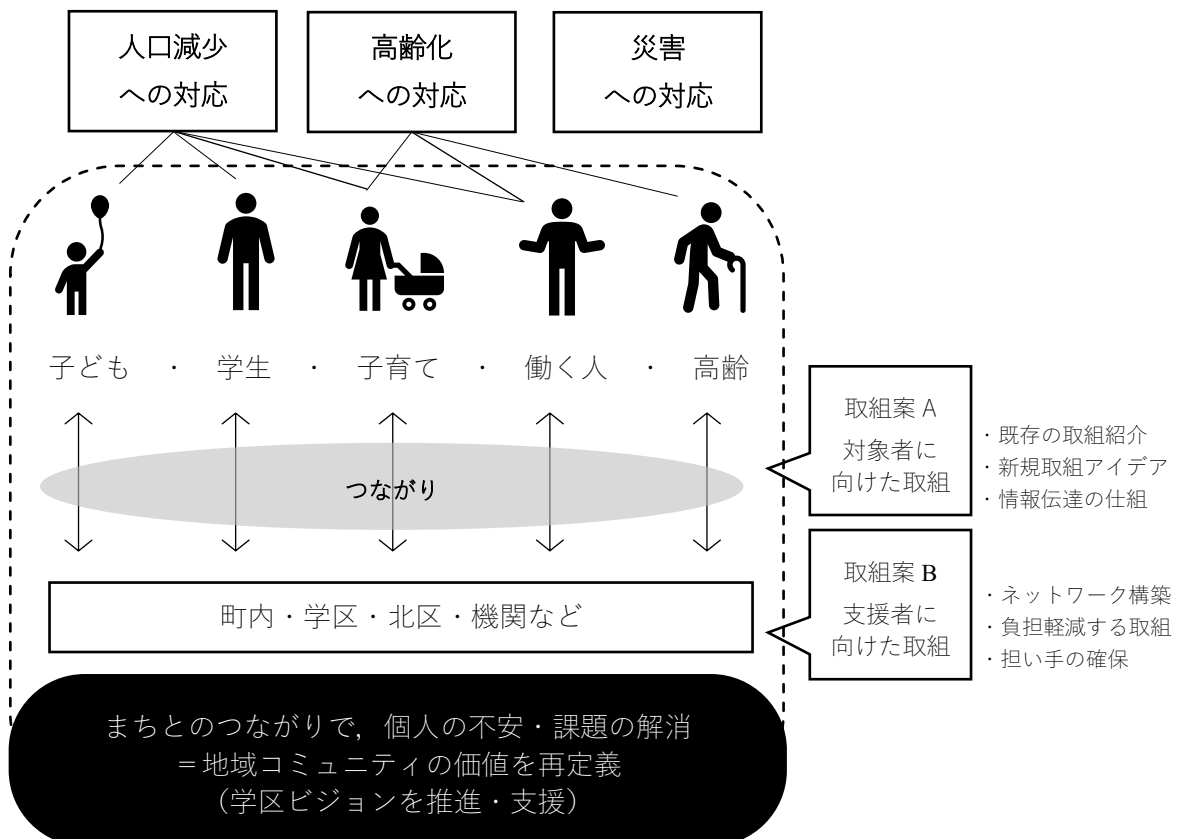 人口減少
への対応
高齢化
への対応
災害
への対応
子ども ・ 学生 ・ 子育て ・ 働く人 ・ 高齢
つながり
取組案 A
対象者に
向けた取組
・既存の取組紹介
・新規取組アイデア
・情報伝達の仕組
町内・学区・北区・機関など
取組案 B
支援者に
向けた取組
・ネットワーク構築
・負担軽減する取組
・担い手の確保
まちとのつながりで，個人の不安・課題の解消
＝地域コミュニティの価値を再定義
（学区ビジョンを推進・支援）